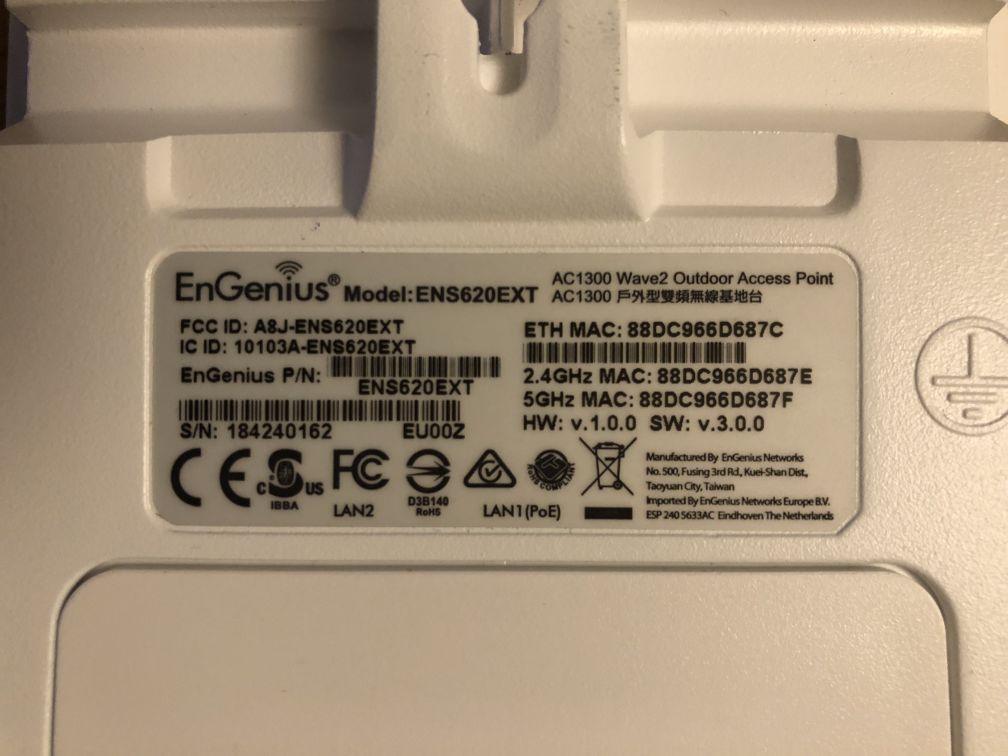 EnGenius® Model:ENS620EXT
AC1300 Wave2 Outdoor Access Point
AC1300 戶外型雙頻無線基地台
FCC ID: A8J-ENS620EXT
IC ID: 10103A-ENS620EXT
EnGenius P/N:
ENS620EXT
S/N: 184240162 EU00Z
ETH MAC: 88DC966D687C
2.4GHz MAC: 88DC966D687E
5GHz MAC: 88DC966D687F
HW: v.1.0.0 SW: v.3.0.0
CE
c US
IBBA
FC
LAN2
D3B140
RoHS
LAN1(PoE)
RoHS COMPLIANT
Manufactured By EnGenius Networks
No. 500, Fusing 3rd Rd., Kuei-Shan Dist.,
Taoyuan City, Taiwan
Imported By EnGenius Networks Europe B.V.
ESP 240 5633AC Eindhoven The Netherlands